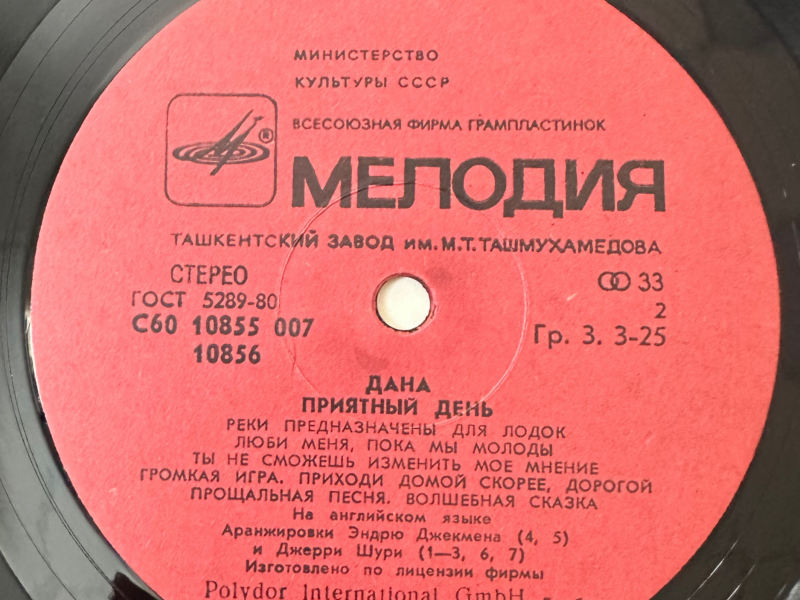 МИНИСТЕРСТВО
КУЛЬТУРЫ СССР
ВСЕСОЮЗНАЯ ФИРМА ГРАМПЛАСТИНОК
®
МЕЛОДИЯ
ТАШКЕНТСКИЙ ЗАВОД им. М.Т. ТАШМУХАМЕДОВА
СТЕРЕО
ГОСТ 5289-80
С60 10855 007
10856
33
2
Гр. 3. 3-25
ДАНА
ПРИЯТНЫЙ ДЕНЬ
РЕКИ ПРЕДНАЗНАЧЕНЫ ДЛЯ ЛОДОК
ЛЮБИ МЕНЯ, ПОКА МЫ МОЛОДЫ
ТЫ НЕ СМОЖЕШЬ ИЗМЕНИТЬ МОЕ МНЕНИЕ
ГРОМКАЯ ИГРА. ПРИХОДИ ДОМОЙ СКОРЕЕ, ДОРОГОЙ
ПРОЩАЛЬНАЯ ПЕСНЯ. ВОЛШЕБНАЯ СКАЗКА
На английском языке
Аранжировки Эндрю Джекмена (4, 5)
и Джерри Шури (1—3, 6, 7)
Изготовлено по лицензии фирмы
Polydor International GmbH